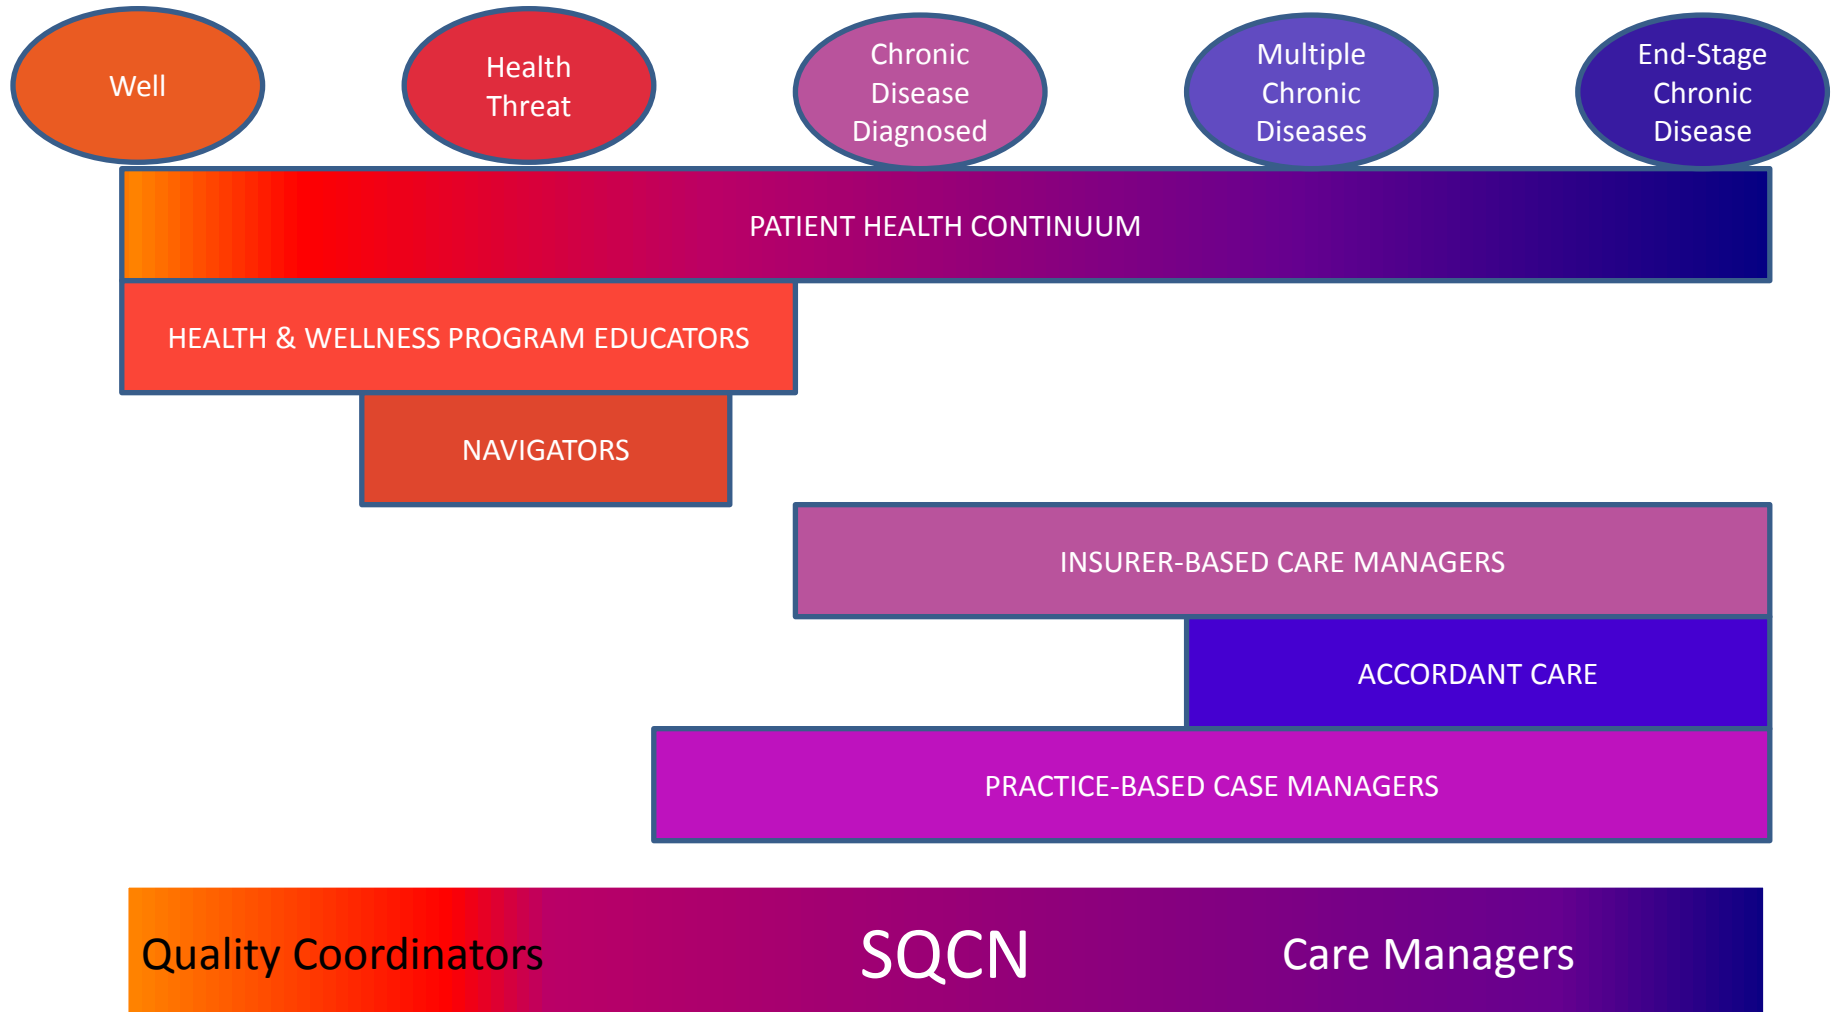 Well
Health
Threat
Chronic
Disease
Diagnosed
Multiple
Chronic
Diseases
End-Stage
Chronic
Disease
PATIENT HEALTH CONTINUUM
HEALTH & WELLNESS PROGRAM EDUCATORS
NAVIGATORS
INSURER-BASED CARE MANAGERS
ACCORDANT CARE
PRACTICE-BASED CASE MANAGERS
Quality Coordinators SQCN Care Managers